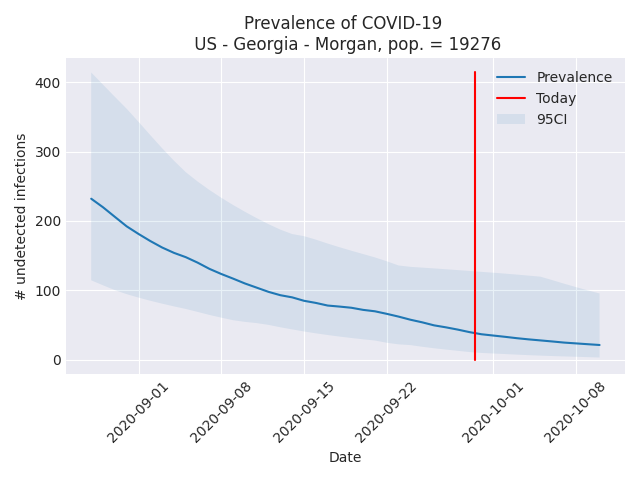 Prevalence of COVID-19
US - Georgia - Morgan, pop. = 19276
Prevalence
Today
95CI
400
300
200
100
0
# undetected infections
2020-09-01
2020-09-08
2020-09-15
2020-09-22
2020-10-01
2020-10-08
Date